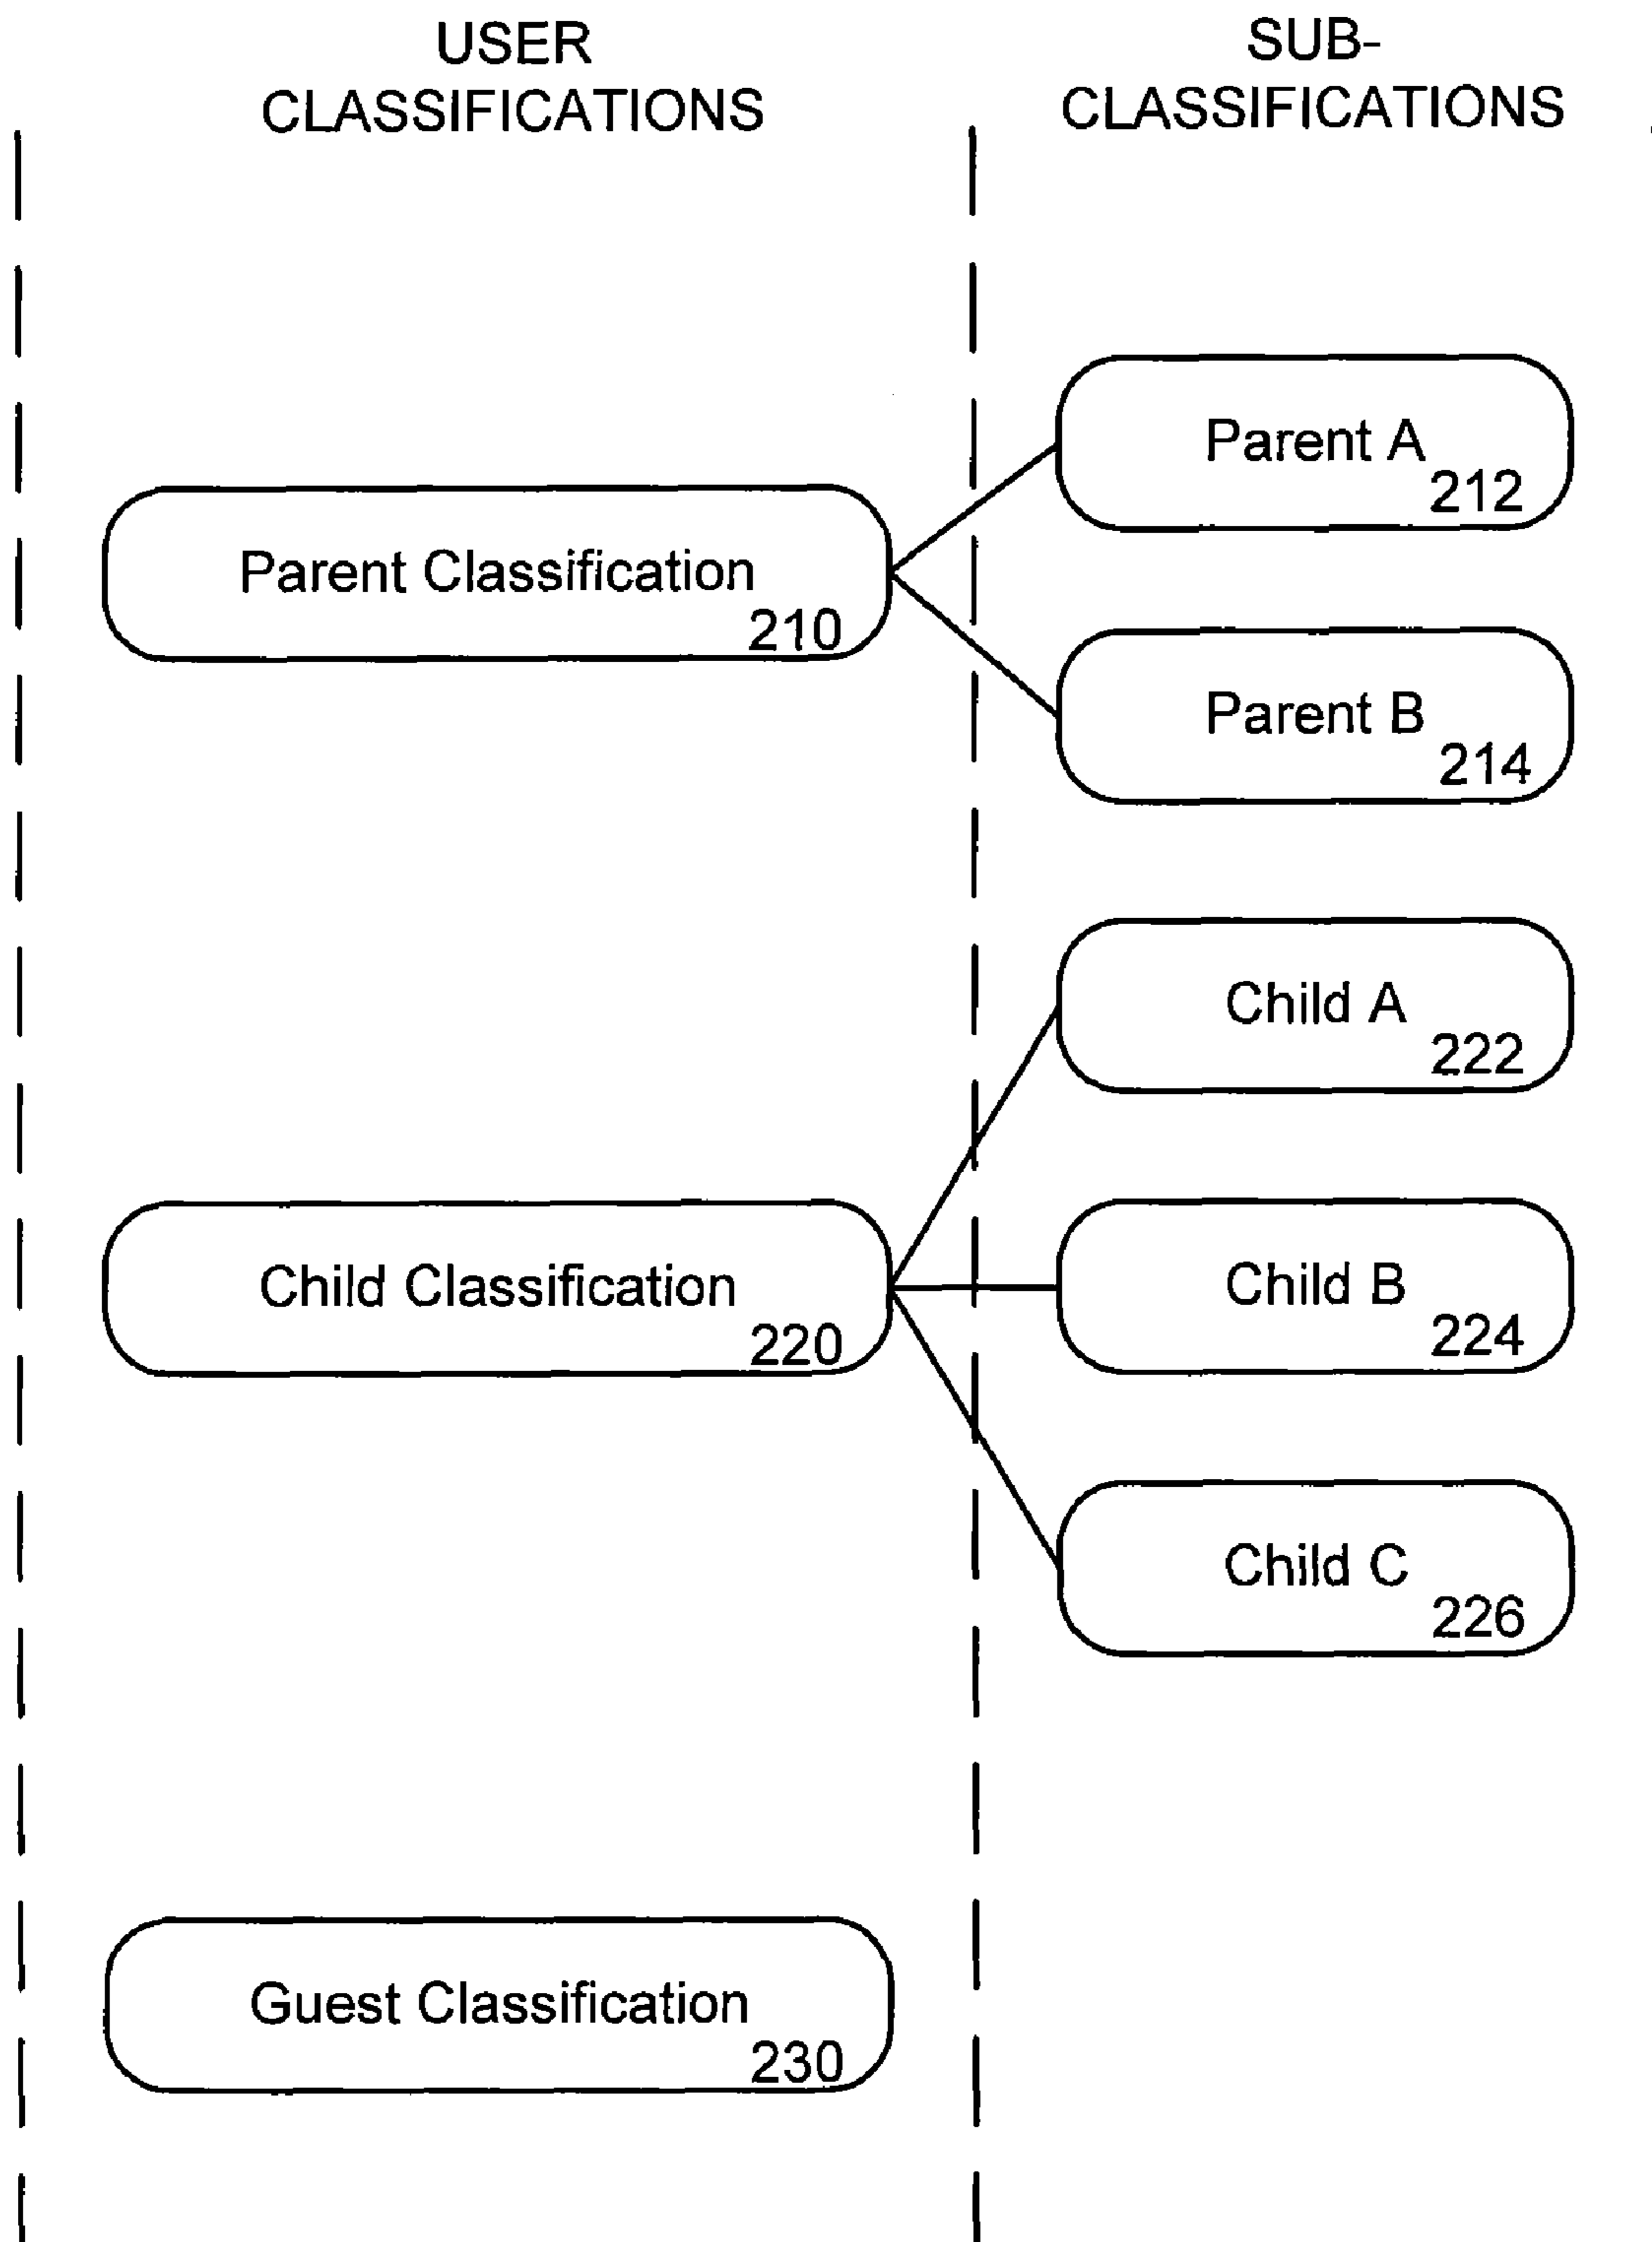 USER
CLASSIFICATIONS
SUB-
CLASSIFICATIONS
Parent Classification
210
Parent A
212
Parent B
214
Child Classification
220
Child A
222
Child B
224
Child C
226
Guest Classification
230